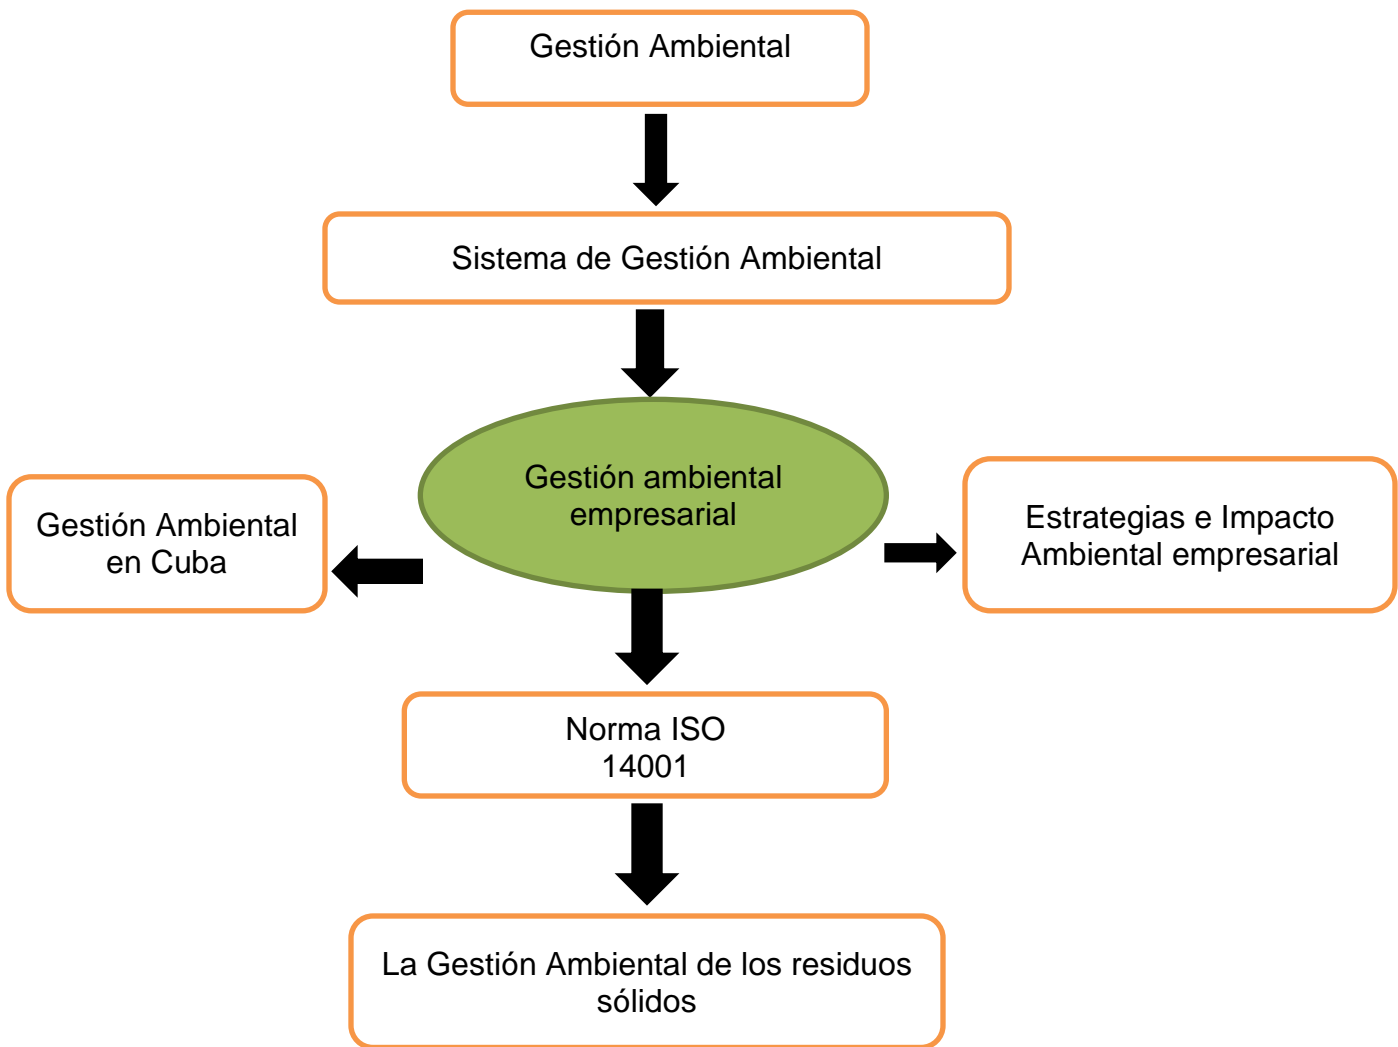 Gestión Ambiental
Sistema de Gestión Ambiental
Gestión ambiental
empresarial
Gestión Ambiental
en Cuba
Estrategias e Impacto
Ambiental empresarial
Norma ISO
14001
La Gestión Ambiental de los residuos
sólidos